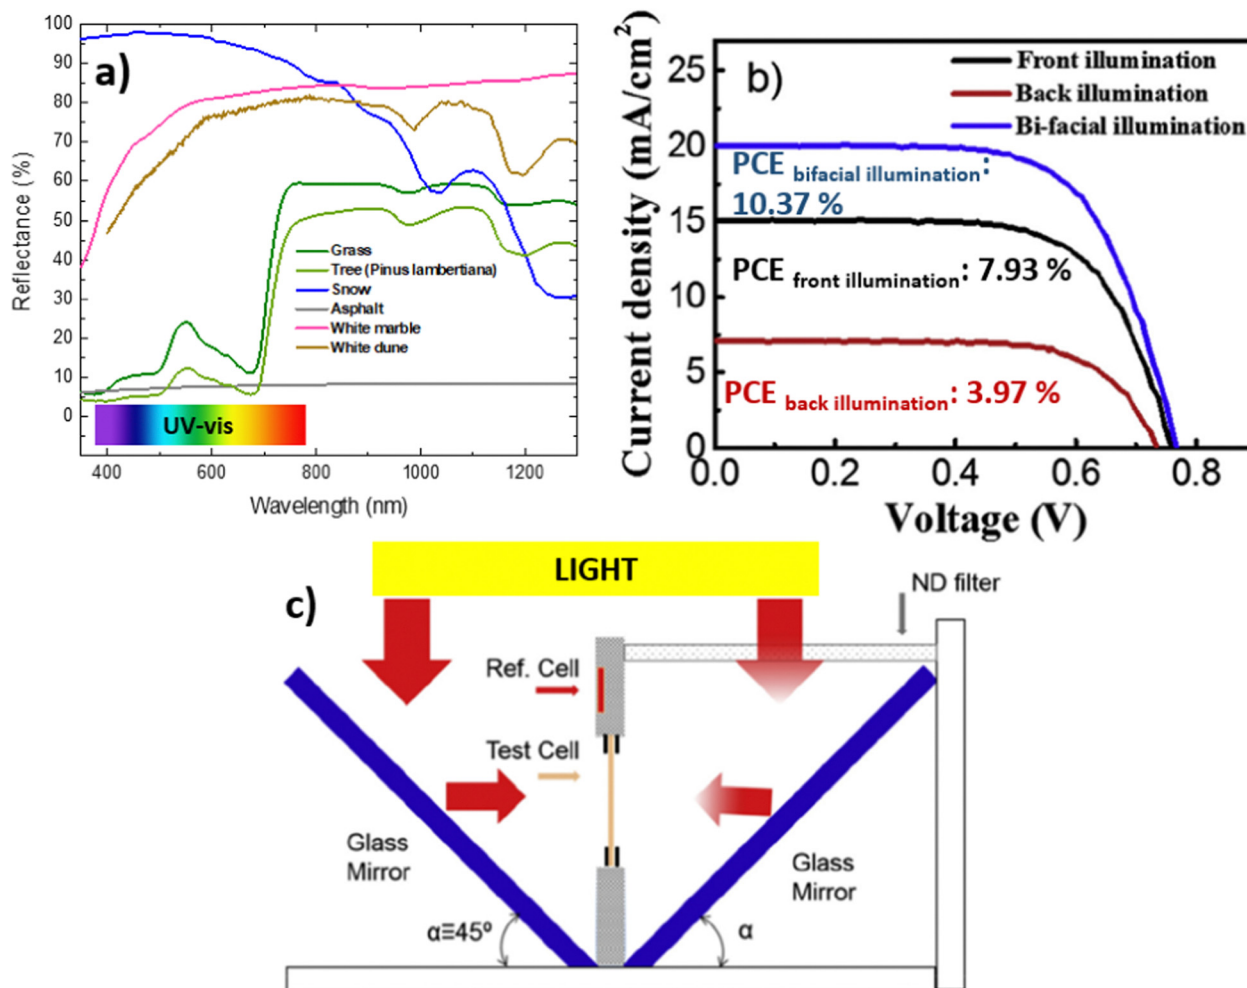 a)
Reflectance (%)
100
90
80
70
60
50
40
30
20
10
0
Grass
Tree (Pinus lambertiana)
Snow
Asphalt
White marble
White dune
UV-vis
400 600 800 1000 1200
Wavelength (nm)
b)
Current density (mA/cm²)
25
20
15
10
5
0
Front illumination
Back illumination
Bi-facial illumination
PCE bifacial illumination:
10.37 %
PCE front illumination: 7.93 %
PCE back illumination: 3.97 %
0.0 0.2 0.4 0.6 0.8
Voltage (V)
c)
LIGHT
ND filter
Ref. Cell
Test Cell
Glass
Mirror
Glass
Mirror
α≡45º
α